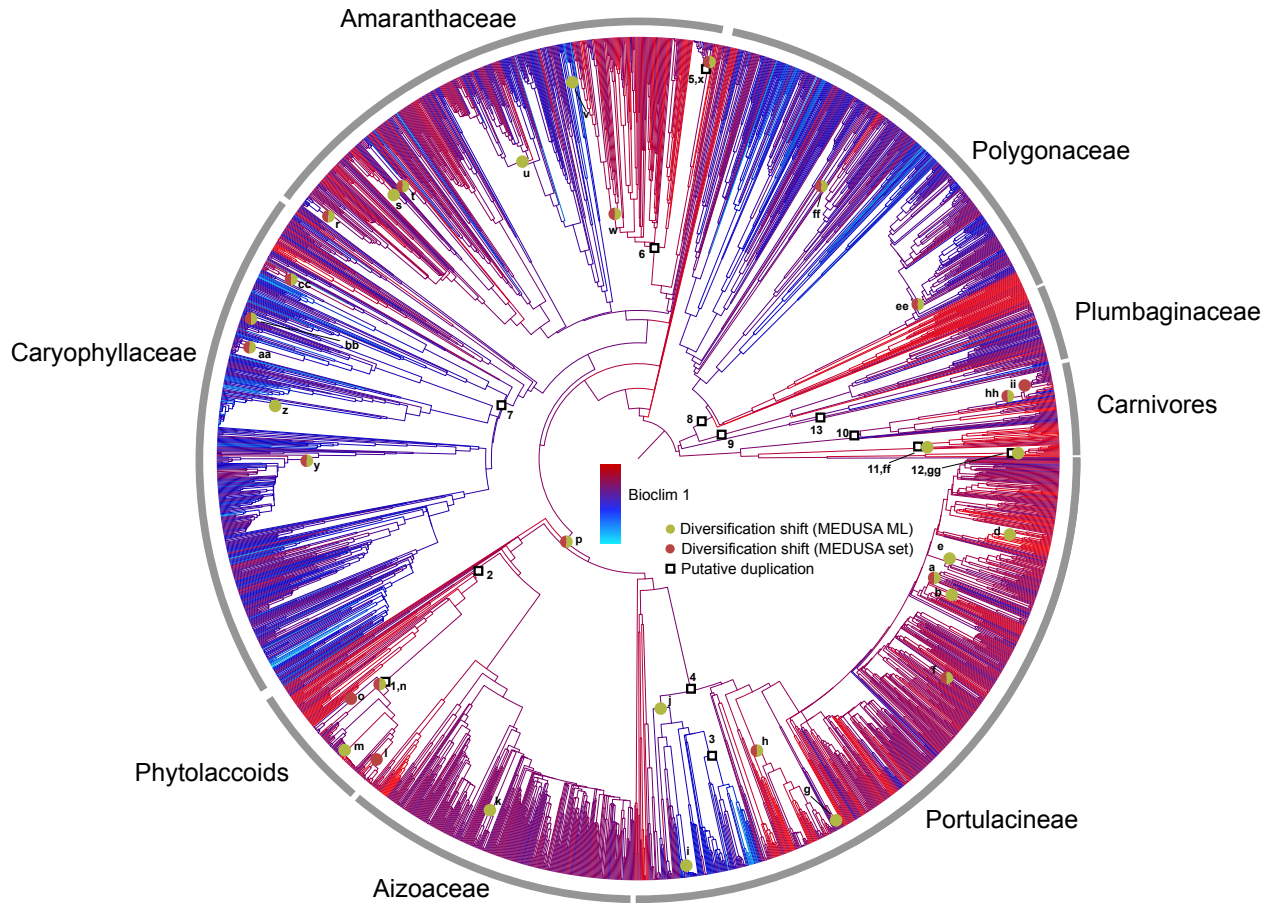 Amaranthaceae
5,x
Polygonaceae
v
u
t
s
ff
r
w
6
cc
ee
Plumbaginaceae
Caryophyllaceae
bb
aa
ii
hh
Carnivores
z
7
8
13
9
10
y
11,ff
12,gg
Bioclim 1
Diversification shift (MEDUSA ML)
Diversification shift (MEDUSA set)
Putative duplication
d
e
p
a
2
b
4
f
1,n
o
j
3
h
m
l
Phytolaccoids
g
k
Portulacineae
i
Aizoaceae